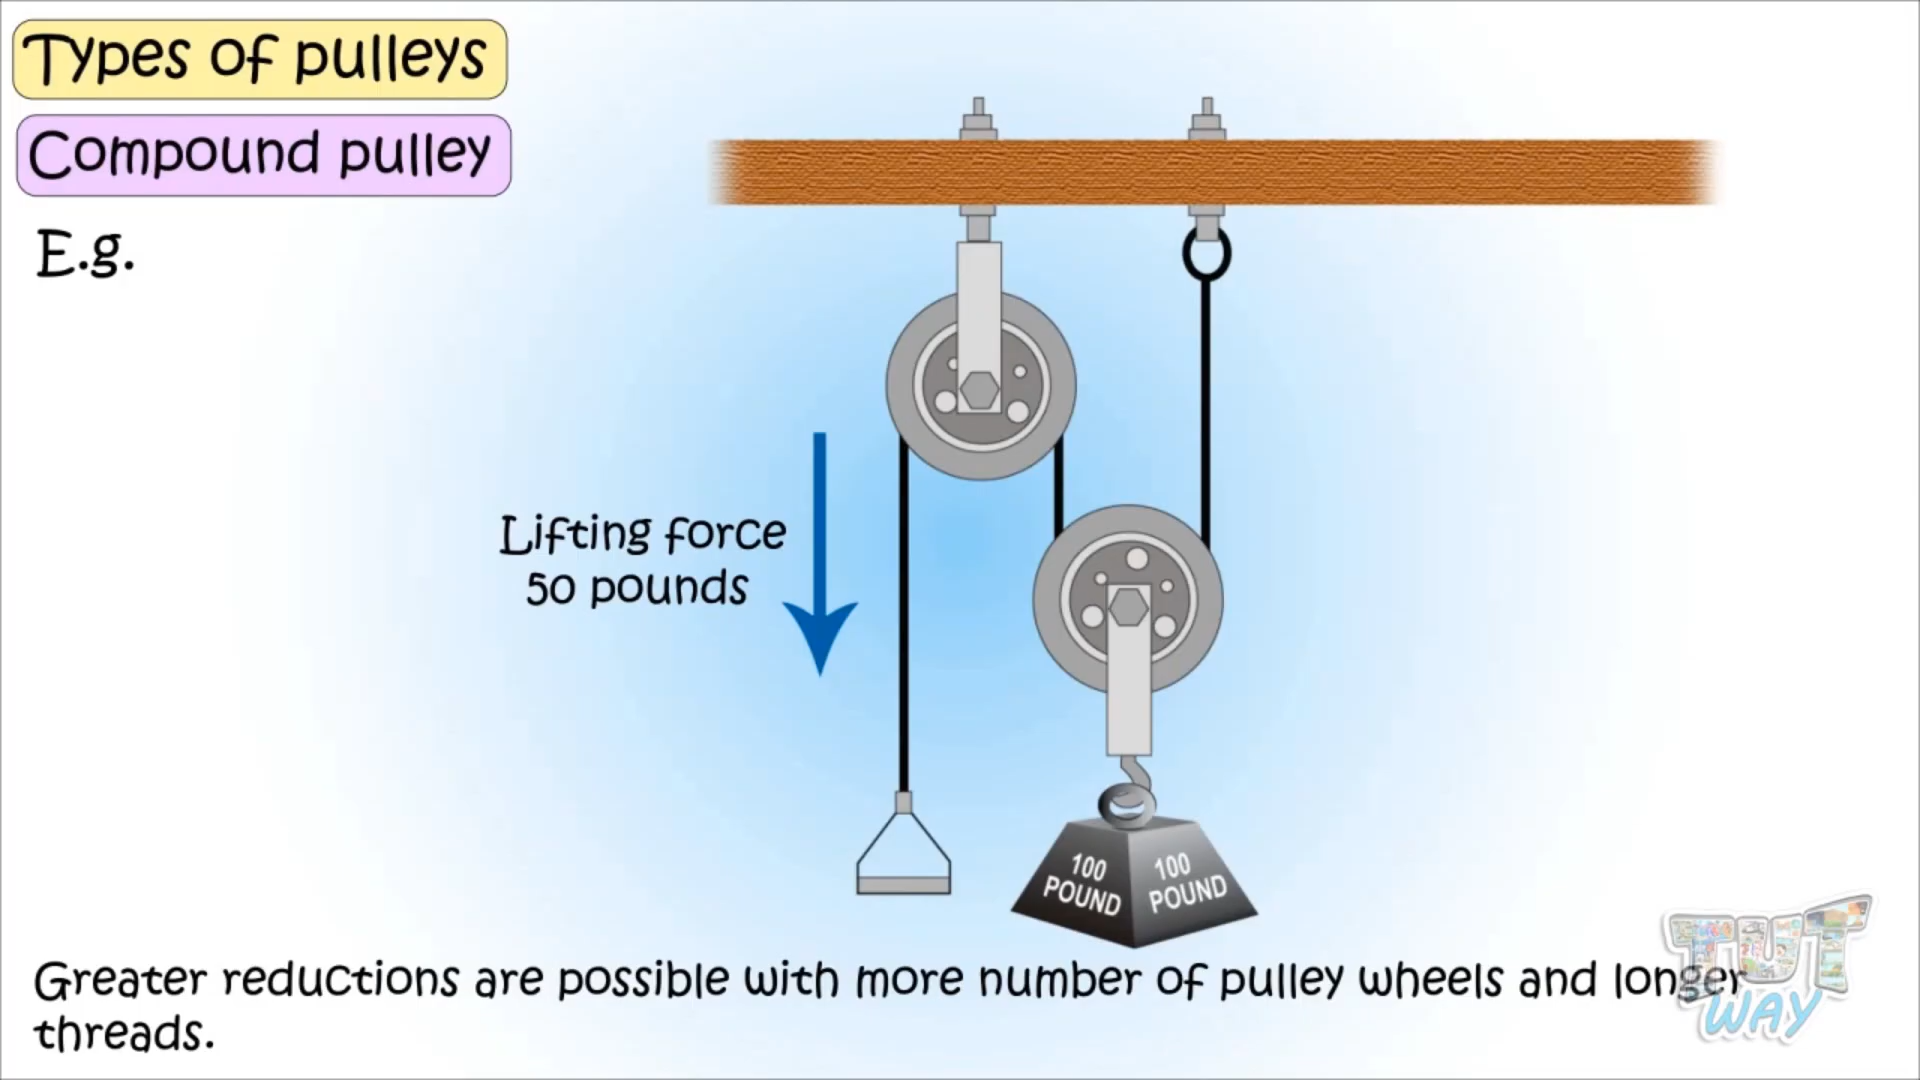 Types of pulleys
Compound pulley
E.g.
Lifting force
50 pounds
100
POUND
100
POUND
Greater reductions are possible with more number of pulley wheels and longer
threads.
TUT
WAY